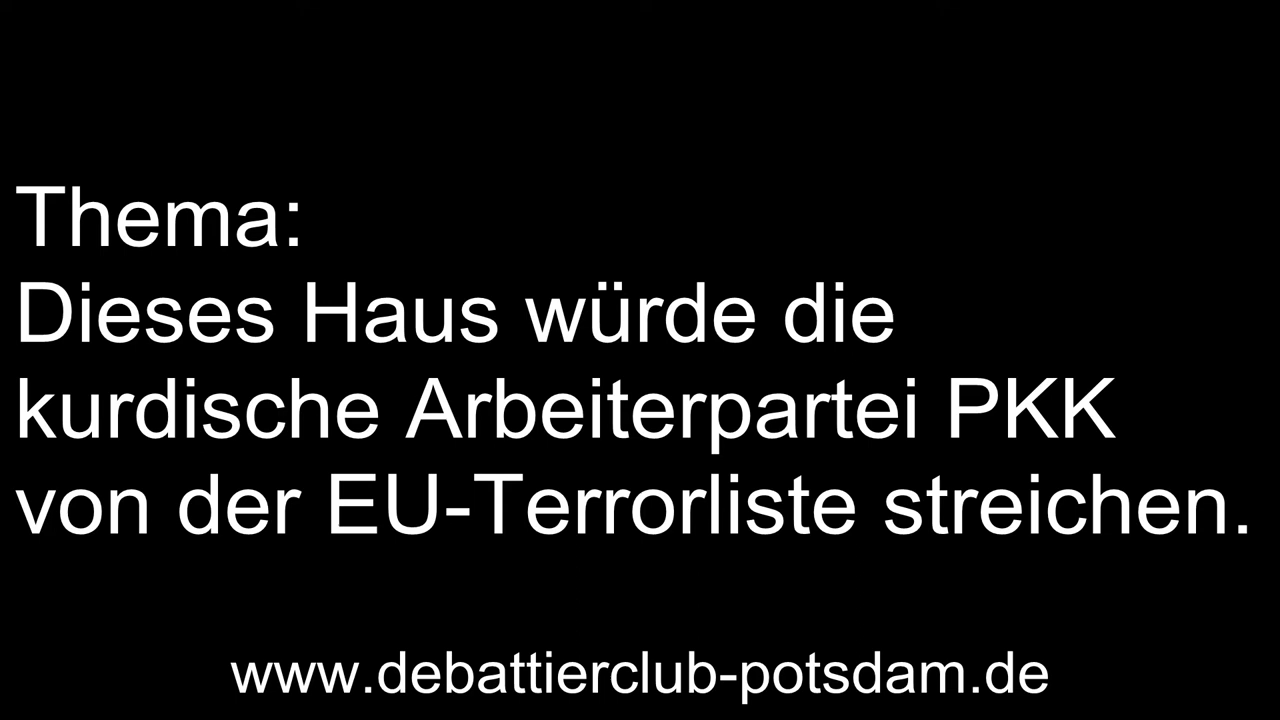 Thema:
Dieses Haus würde die
kurdische Arbeiterpartei PKK
von der EU-Terrorliste streichen.
www.debattierclub-potsdam.de